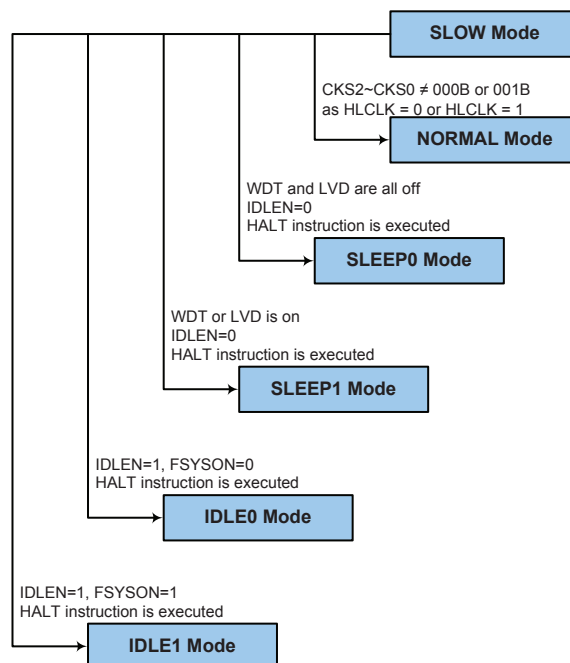 SLOW Mode
CKS2~CKS0 ≠ 000B or 001B
as HLCLK = 0 or HLCLK = 1
NORMAL Mode
WDT and LVD are all off
IDLEN=0
HALT instruction is executed
SLEEP0 Mode
WDT or LVD is on
IDLEN=0
HALT instruction is executed
SLEEP1 Mode
IDLEN=1, FSYSON=0
HALT instruction is executed
IDLE0 Mode
IDLEN=1, FSYSON=1
HALT instruction is executed
IDLE1 Mode